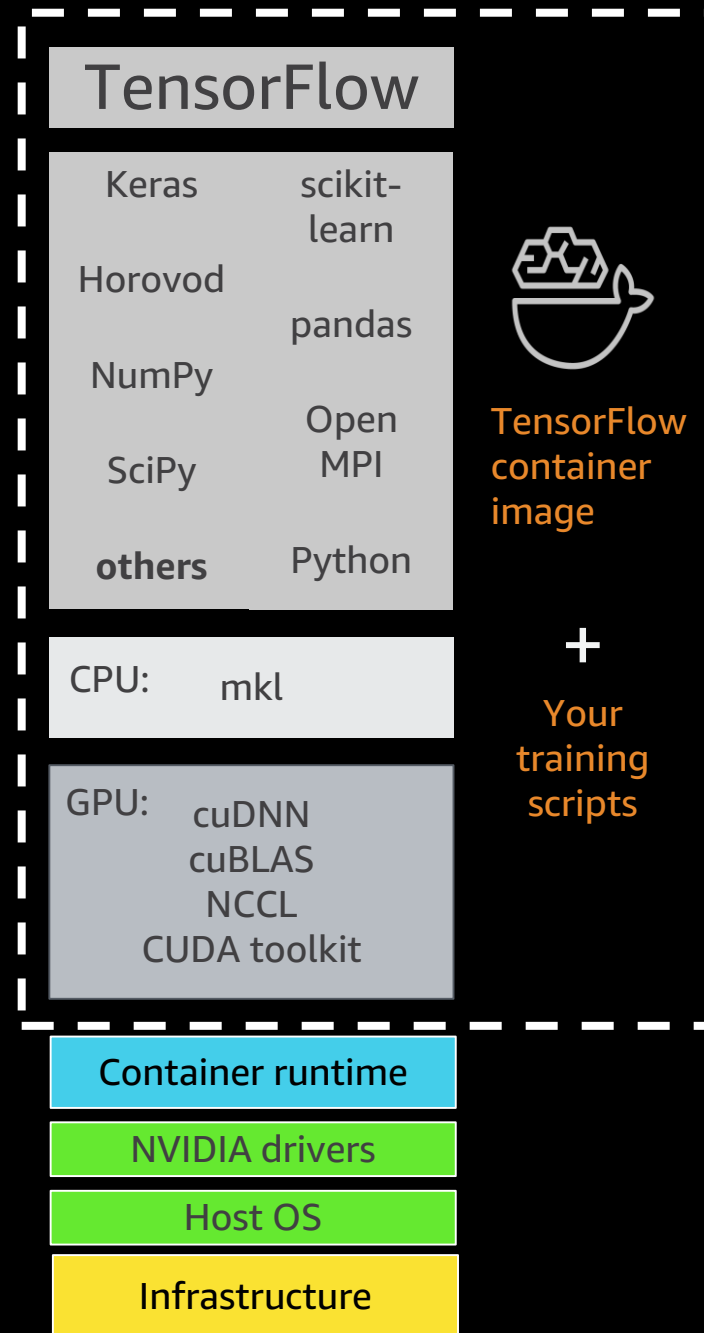 TensorFlow
Keras
Horovod
NumPy
SciPy
others
scikit-
learn
pandas
Open
MPI
Python
TensorFlow
container
image
+
Your
training
scripts
CPU: mkl
GPU: cuDNN
cuBLAS
NCCL
CUDA toolkit
Container runtime
NVIDIA drivers
Host OS
Infrastructure